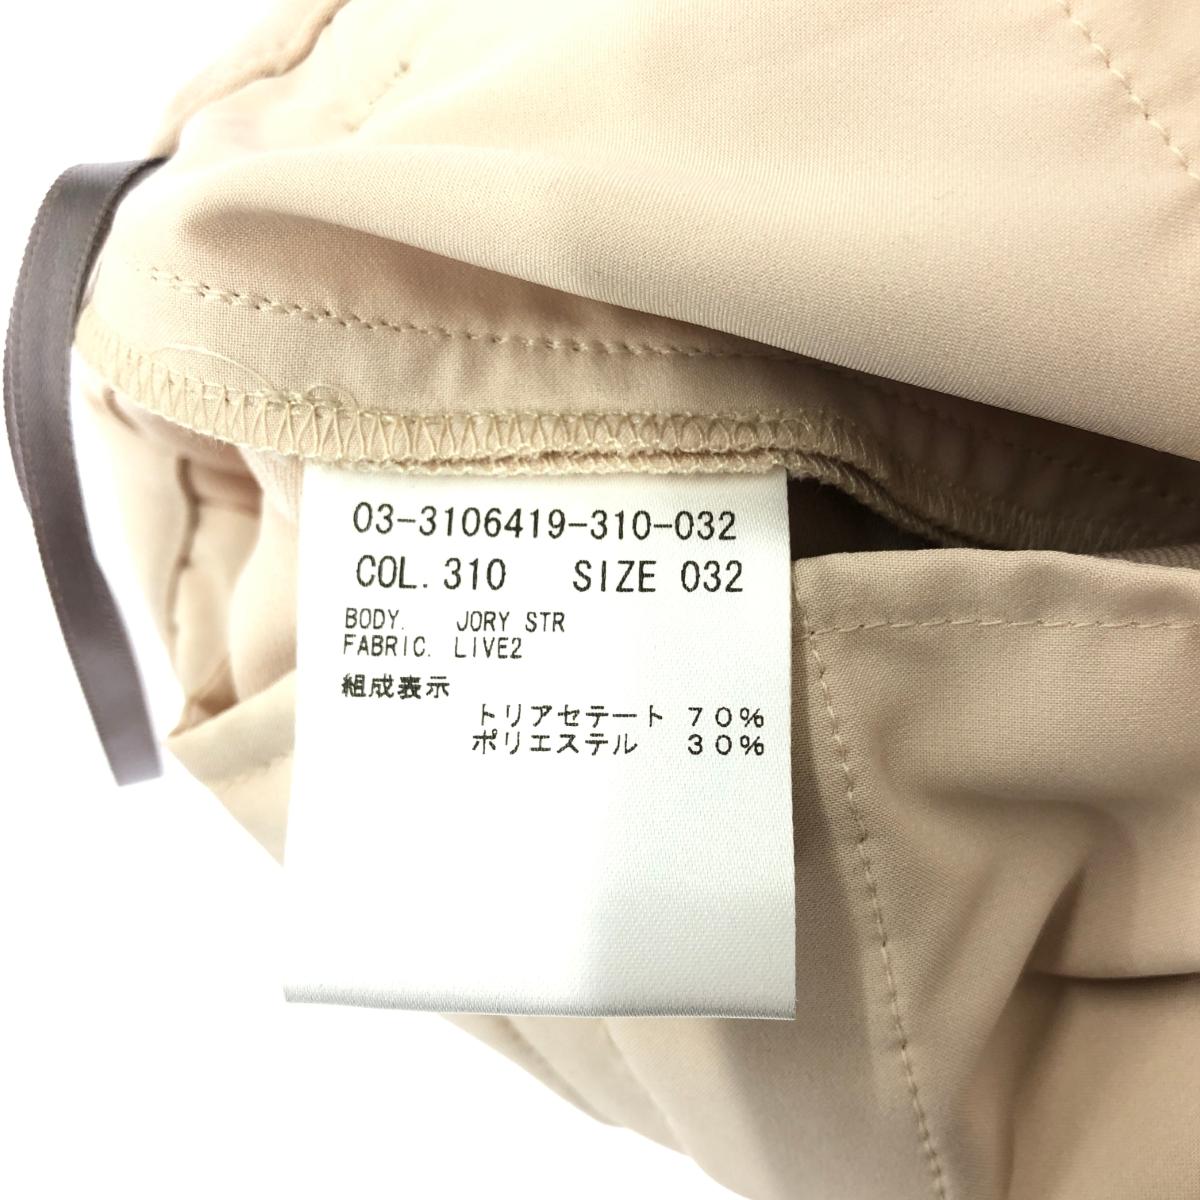 03-3106419-310-032
COL. 310 SIZE 032
BODY. JORY STR
FABRIC. LIVE2
組成表示
トリアセテート 70%
ポリエステル 30%